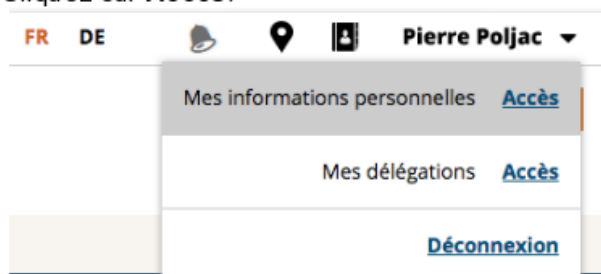 FR DE Pierre Poljac
Mes informations personnelles Accès
Mes délégations Accès
Déconnexion